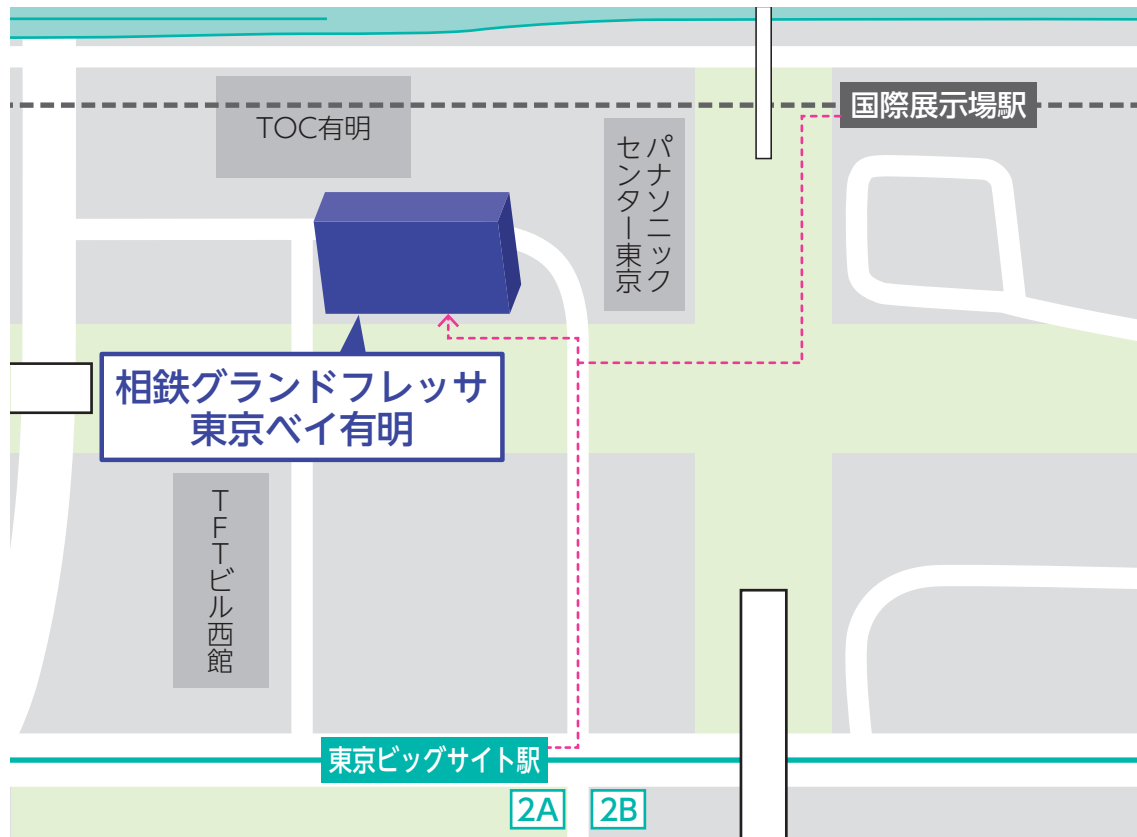 国際展示場駅
TOC有明
パナソニック
センター東京
相鉄グランドフレッサ
東京ベイ有明
TFTビル西館
東京ビッグサイト駅
2A
2B